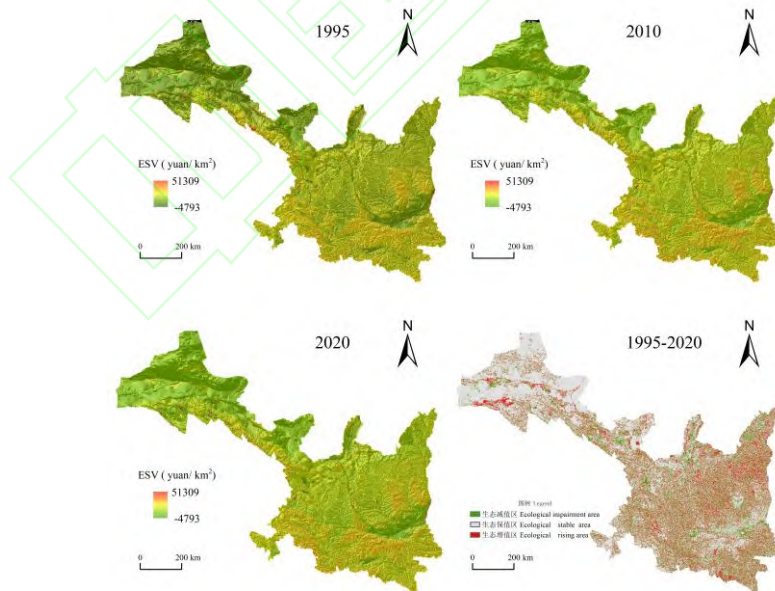 1995
N
ESV ( yuan/ km²)
51309
-4793
0 200 km
2010
N
ESV ( yuan/ km²)
51309
-4793
0 200 km
2020
N
ESV ( yuan/ km²)
51309
-4793
0 200 km
1995-2020
N
图例 Legend
生态减值区 Ecological impairment area
生态保值区 Ecological stable area
生态增值区 Ecological rising area
0 200 km